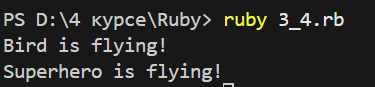 PS D:\4 курсе\Ruby> ruby 3_4.rb
Bird is flying!
Superhero is flying!